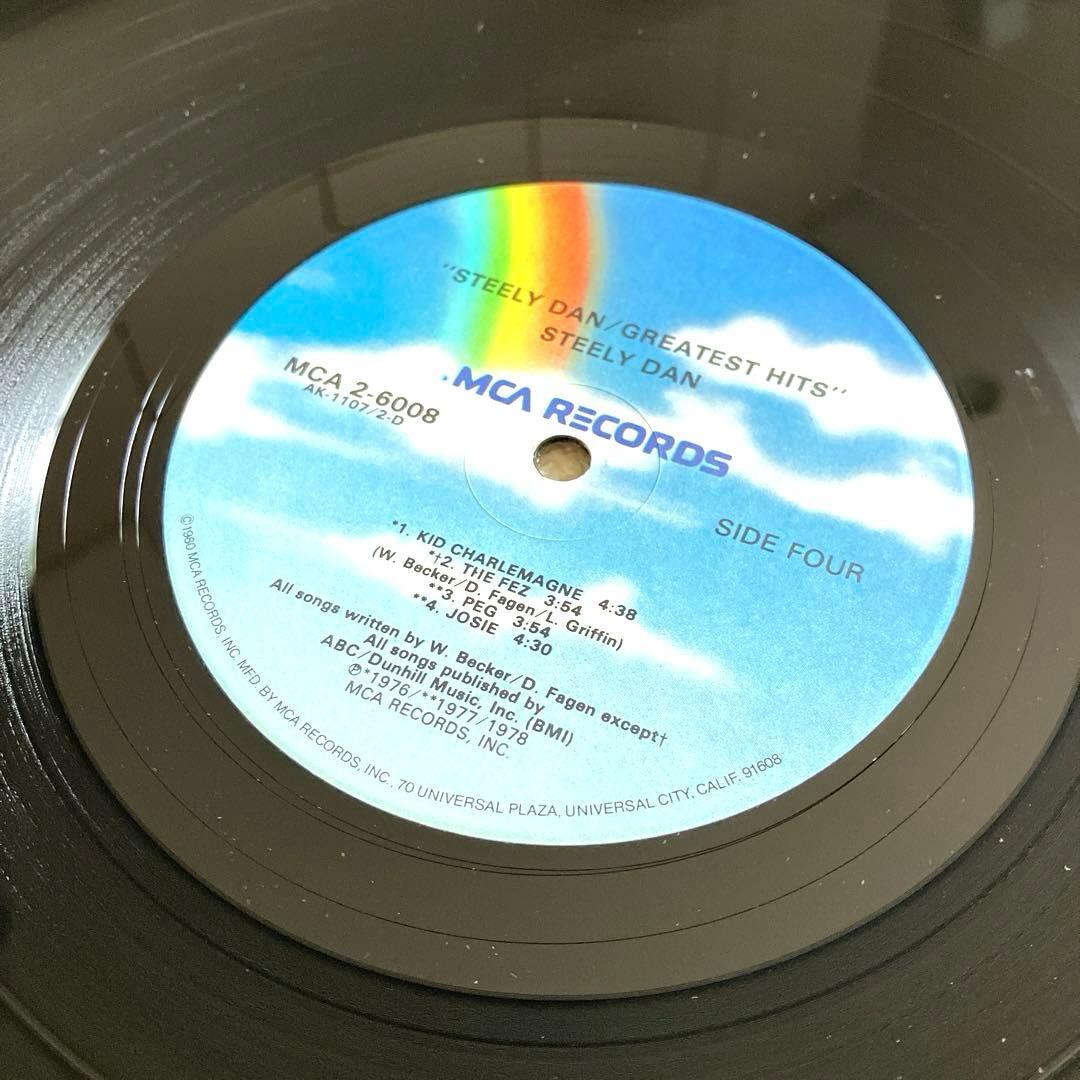 "STEELY DAN/GREATEST HITS"
STEELY DAN
MCA RECORDS
MCA 2-6008
AK-1107/2-D
SIDE FOUR
*1. KID CHARLEMAGNE 4:38
*†2. THE FEZ 3:54
(W. Becker/D. Fagen/L. Griffin)
**3. PEG 3:54
**4. JOSIE 4:30
All songs written by W. Becker/D. Fagen except†
All songs published by
ABC/Dunhill Music, Inc. (BMI)
℗*1976/**1977/1978
MCA RECORDS, INC.
©1980 MCA RECORDS, INC. MFD. BY MCA RECORDS, INC., 70 UNIVERSAL PLAZA, UNIVERSAL CITY, CALIF. 91608